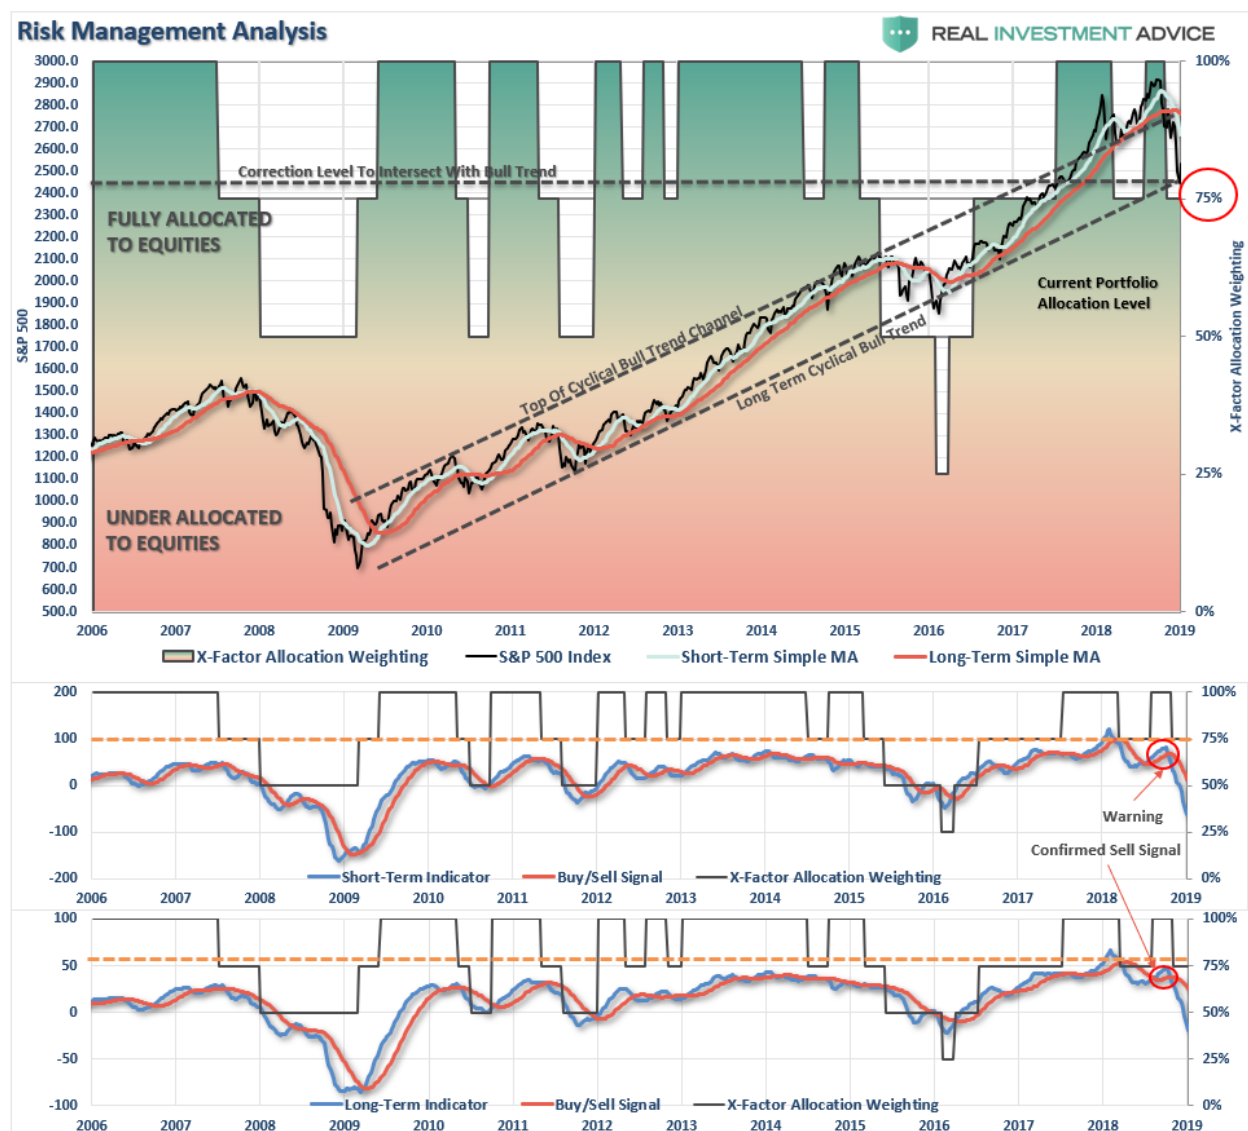 Risk Management Analysis
REAL INVESTMENT ADVICE
3000.0
2900.0
2800.0
2700.0
2600.0
2500.0
2400.0
2300.0
2200.0
2100.0
2000.0
1900.0
1800.0
1700.0
1600.0
1500.0
1400.0
1300.0
1200.0
1100.0
1000.0
900.0
800.0
700.0
600.0
500.0
S&P 500
100%
75%
50%
25%
0%
X-Factor Allocation Weighting
Correction Level To Intersect With Bull Trend
FULLY ALLOCATED
TO EQUITIES
Current Portfolio
Allocation Level
Top Of Cyclical Bull Trend Channel
Long Term Cyclical Bull Trend
UNDER ALLOCATED
TO EQUITIES
2006 2007 2008 2009 2010 2011 2012 2013 2014 2015 2016 2017 2018 2019
X-Factor Allocation Weighting S&P 500 Index Short-Term Simple MA Long-Term Simple MA
200
100
0
-100
-200
100%
75%
50%
25%
0%
Warning
Confirmed Sell Signal
Short-Term Indicator Buy/Sell Signal X-Factor Allocation Weighting
2006 2007 2008 2009 2010 2011 2012 2013 2014 2015 2016 2017 2018 2019
100
50
0
-50
-100
100%
75%
50%
25%
0%
Long-Term Indicator Buy/Sell Signal X-Factor Allocation Weighting
2006 2007 2008 2009 2010 2011 2012 2013 2014 2015 2016 2017 2018 2019